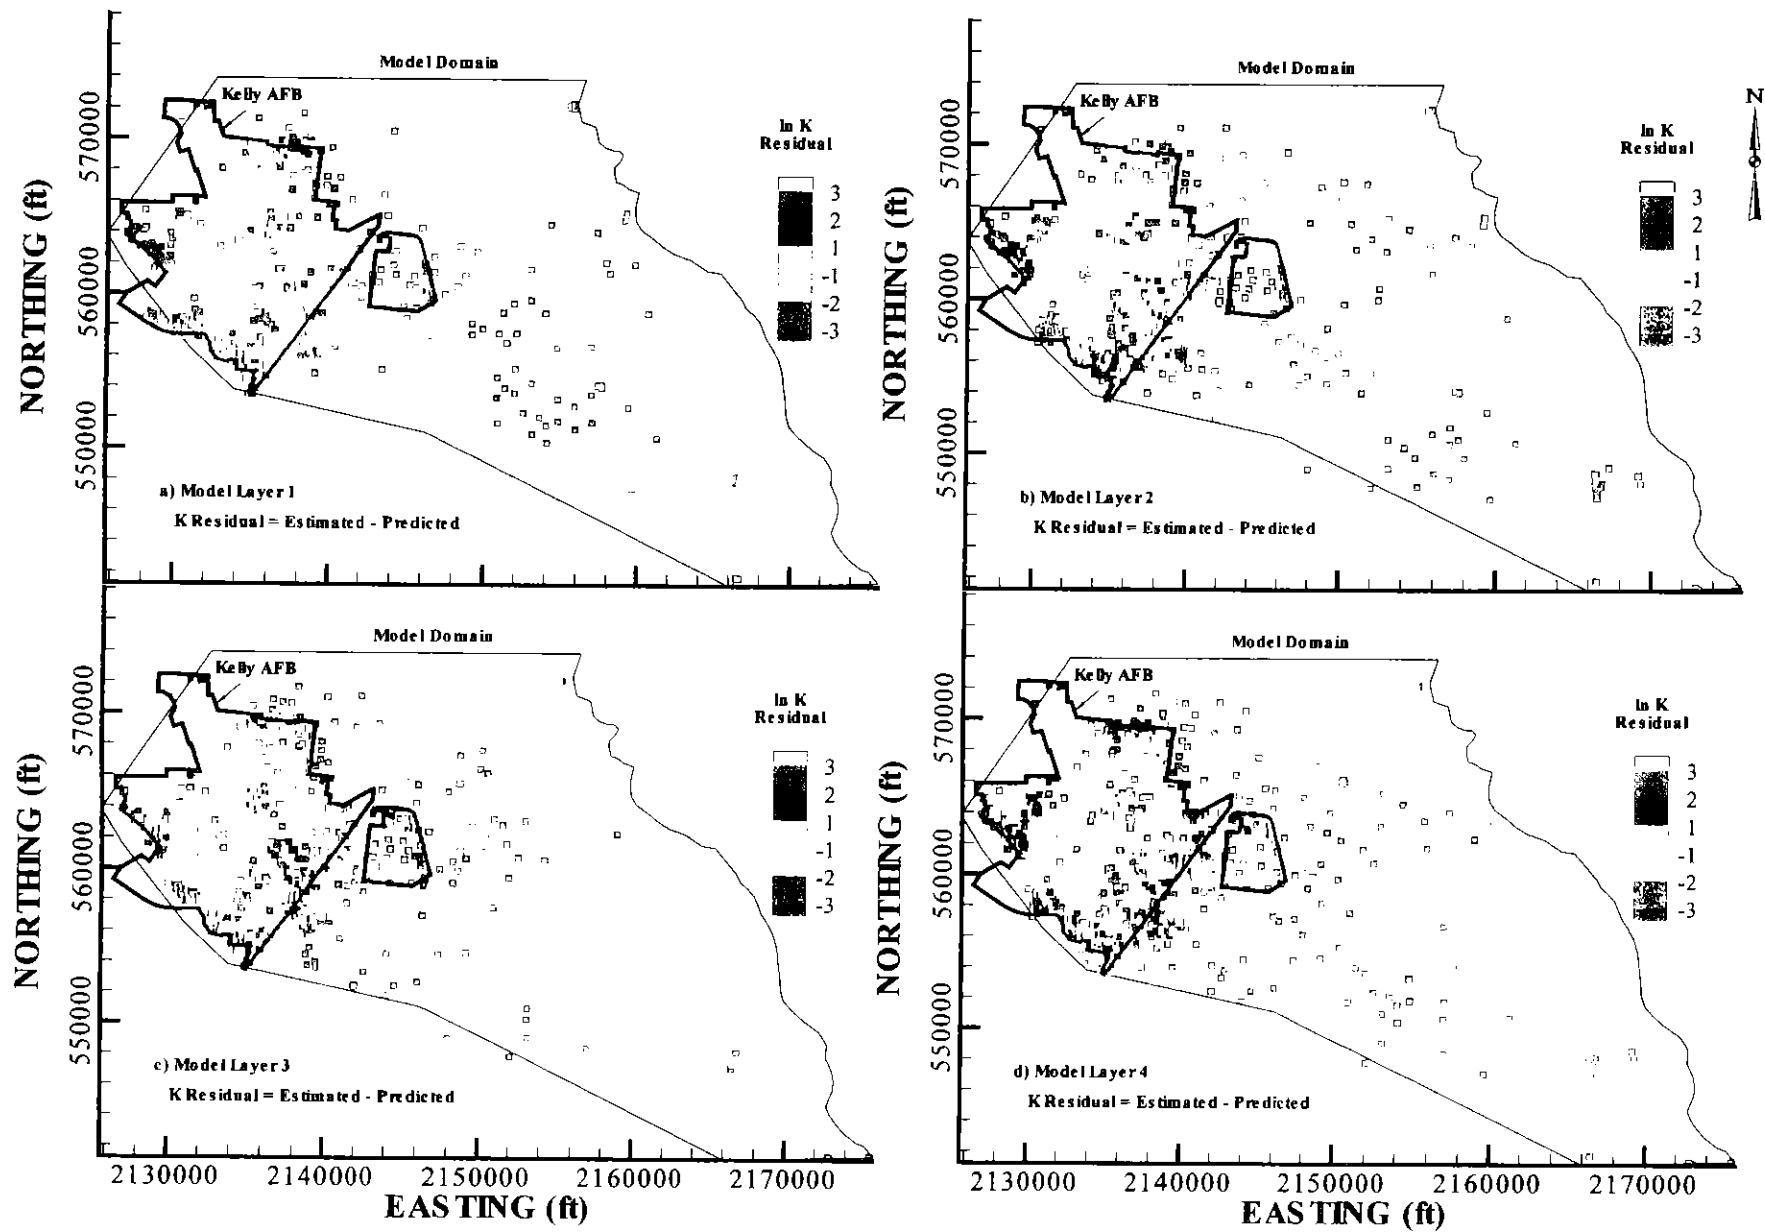 Model Domain
Kelly AFB
ln K
Residual
3
2
1
-1
-2
-3
NORTHING (ft)
570000
560000
550000
a) Model Layer 1
K Residual = Estimated - Predicted
Model Domain
Kelly AFB
ln K
Residual
3
2
1
-1
-2
-3
N
NORTHING (ft)
570000
560000
550000
b) Model Layer 2
K Residual = Estimated - Predicted
Model Domain
Kelly AFB
ln K
Residual
3
2
1
-1
-2
-3
NORTHING (ft)
570000
560000
550000
c) Model Layer 3
K Residual = Estimated - Predicted
2130000 2140000 2150000 2160000 2170000
EASTING (ft)
Model Domain
Kelly AFB
ln K
Residual
3
2
1
-1
-2
-3
NORTHING (ft)
570000
560000
550000
d) Model Layer 4
K Residual = Estimated - Predicted
2130000 2140000 2150000 2160000 2170000
EASTING (ft)